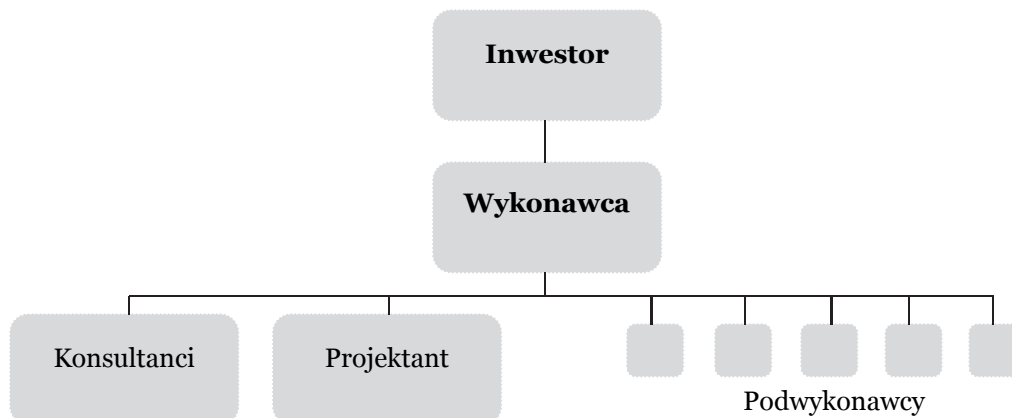 Inwestor
Wykonawca
Konsultanci
Projektant
Podwykonawcy